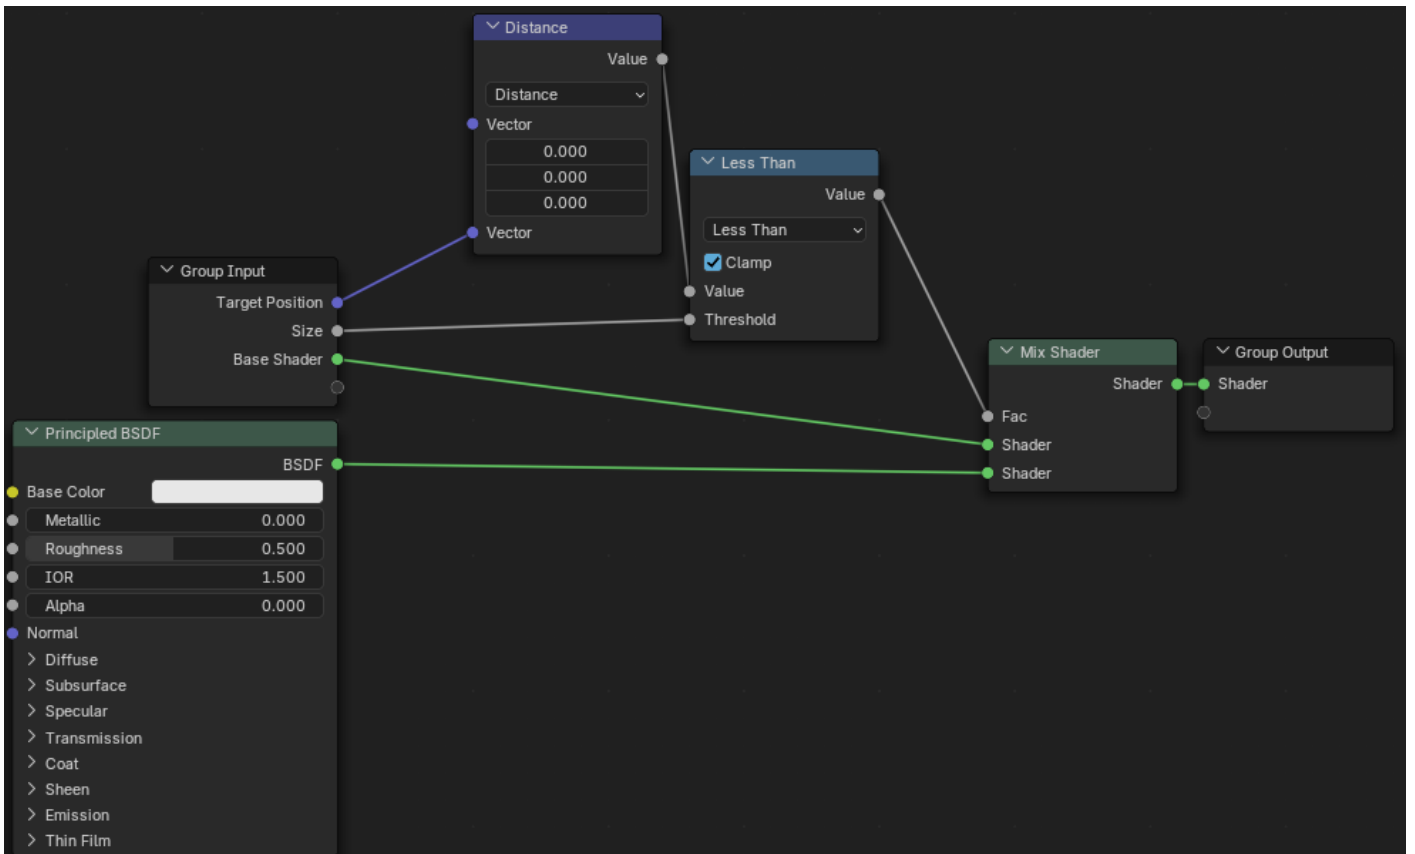 Distance
Value
Distance
Vector
0.000
0.000
0.000
Vector
Less Than
Value
Less Than
Clamp
Value
Threshold
Group Input
Target Position
Size
Base Shader
Mix Shader
Shader
Fac
Shader
Shader
Group Output
Shader
Principled BSDF
BSDF
Base Color
Metallic 0.000
Roughness 0.500
IOR 1.500
Alpha 0.000
Normal
Diffuse
Subsurface
Specular
Transmission
Coat
Sheen
Emission
Thin Film